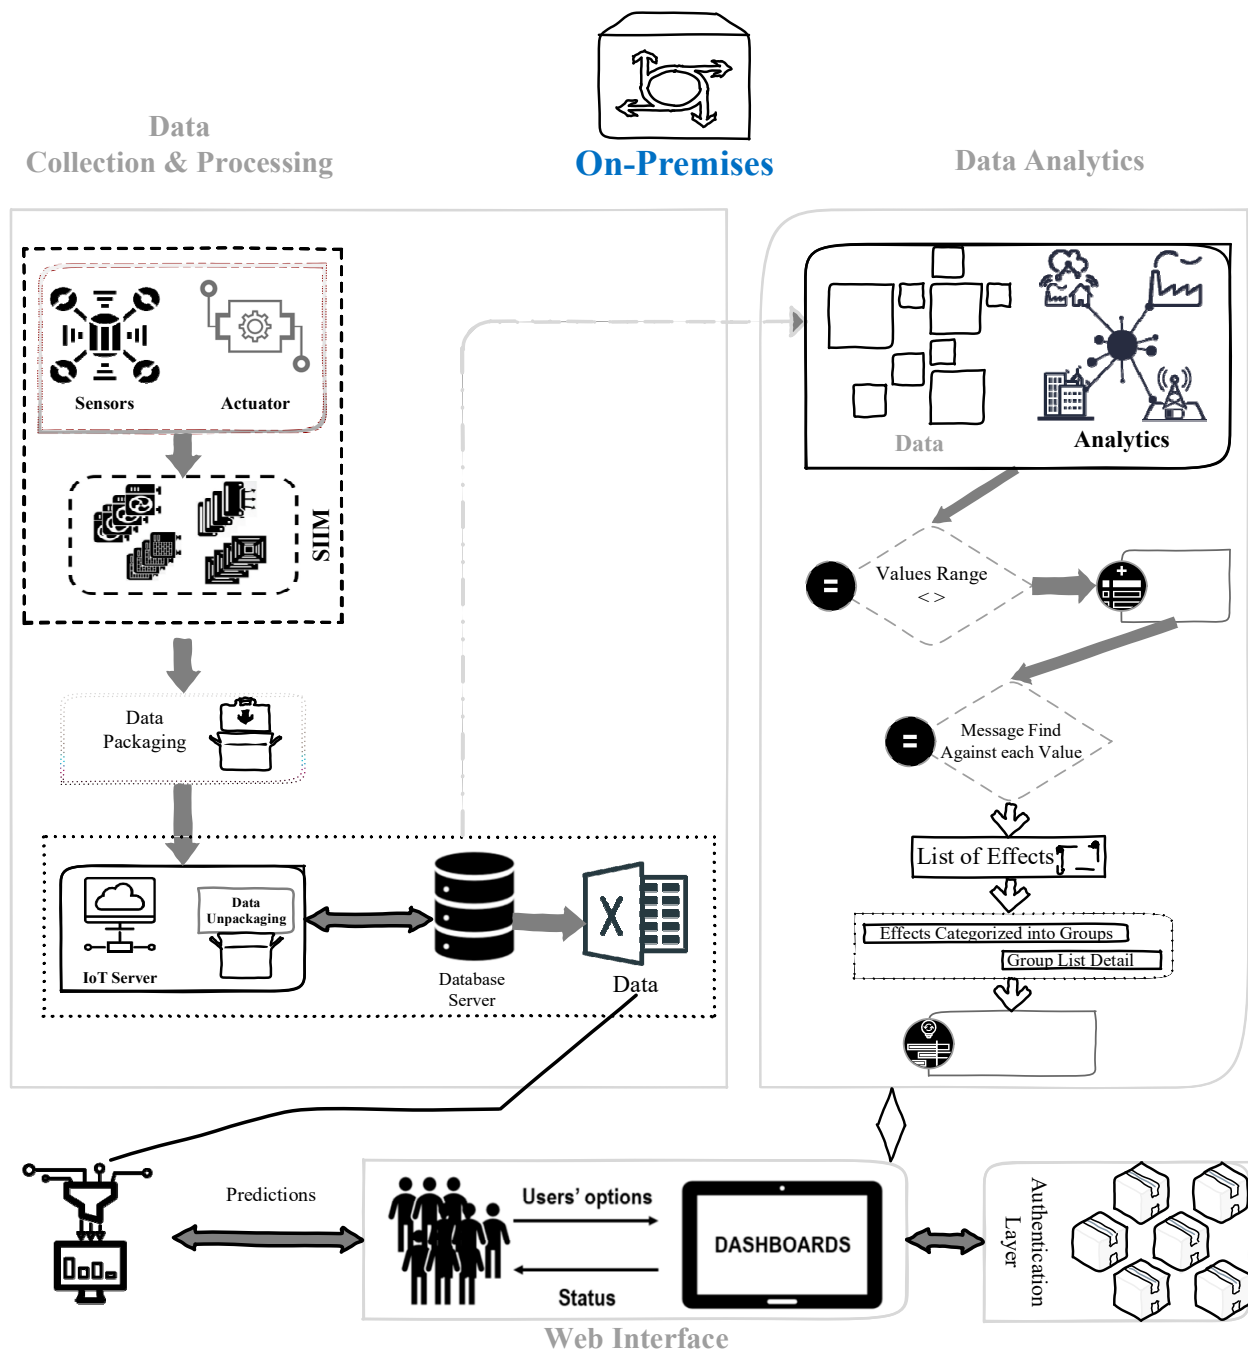 On-Premises
Data
Collection & Processing
Data Analytics
Sensors
Actuator
SIIM
Data
Packaging
IoT Server
Data
Unpackaging
Database
Server
X
Data
Data
Analytics
=
Values Range
< >
+
=
Message Find
Against each Value
List of Effects
Effects Categorized into Groups
Group List Detail
Predictions
Users' options
Status
DASHBOARDS
Web Interface
Authentication
Layer